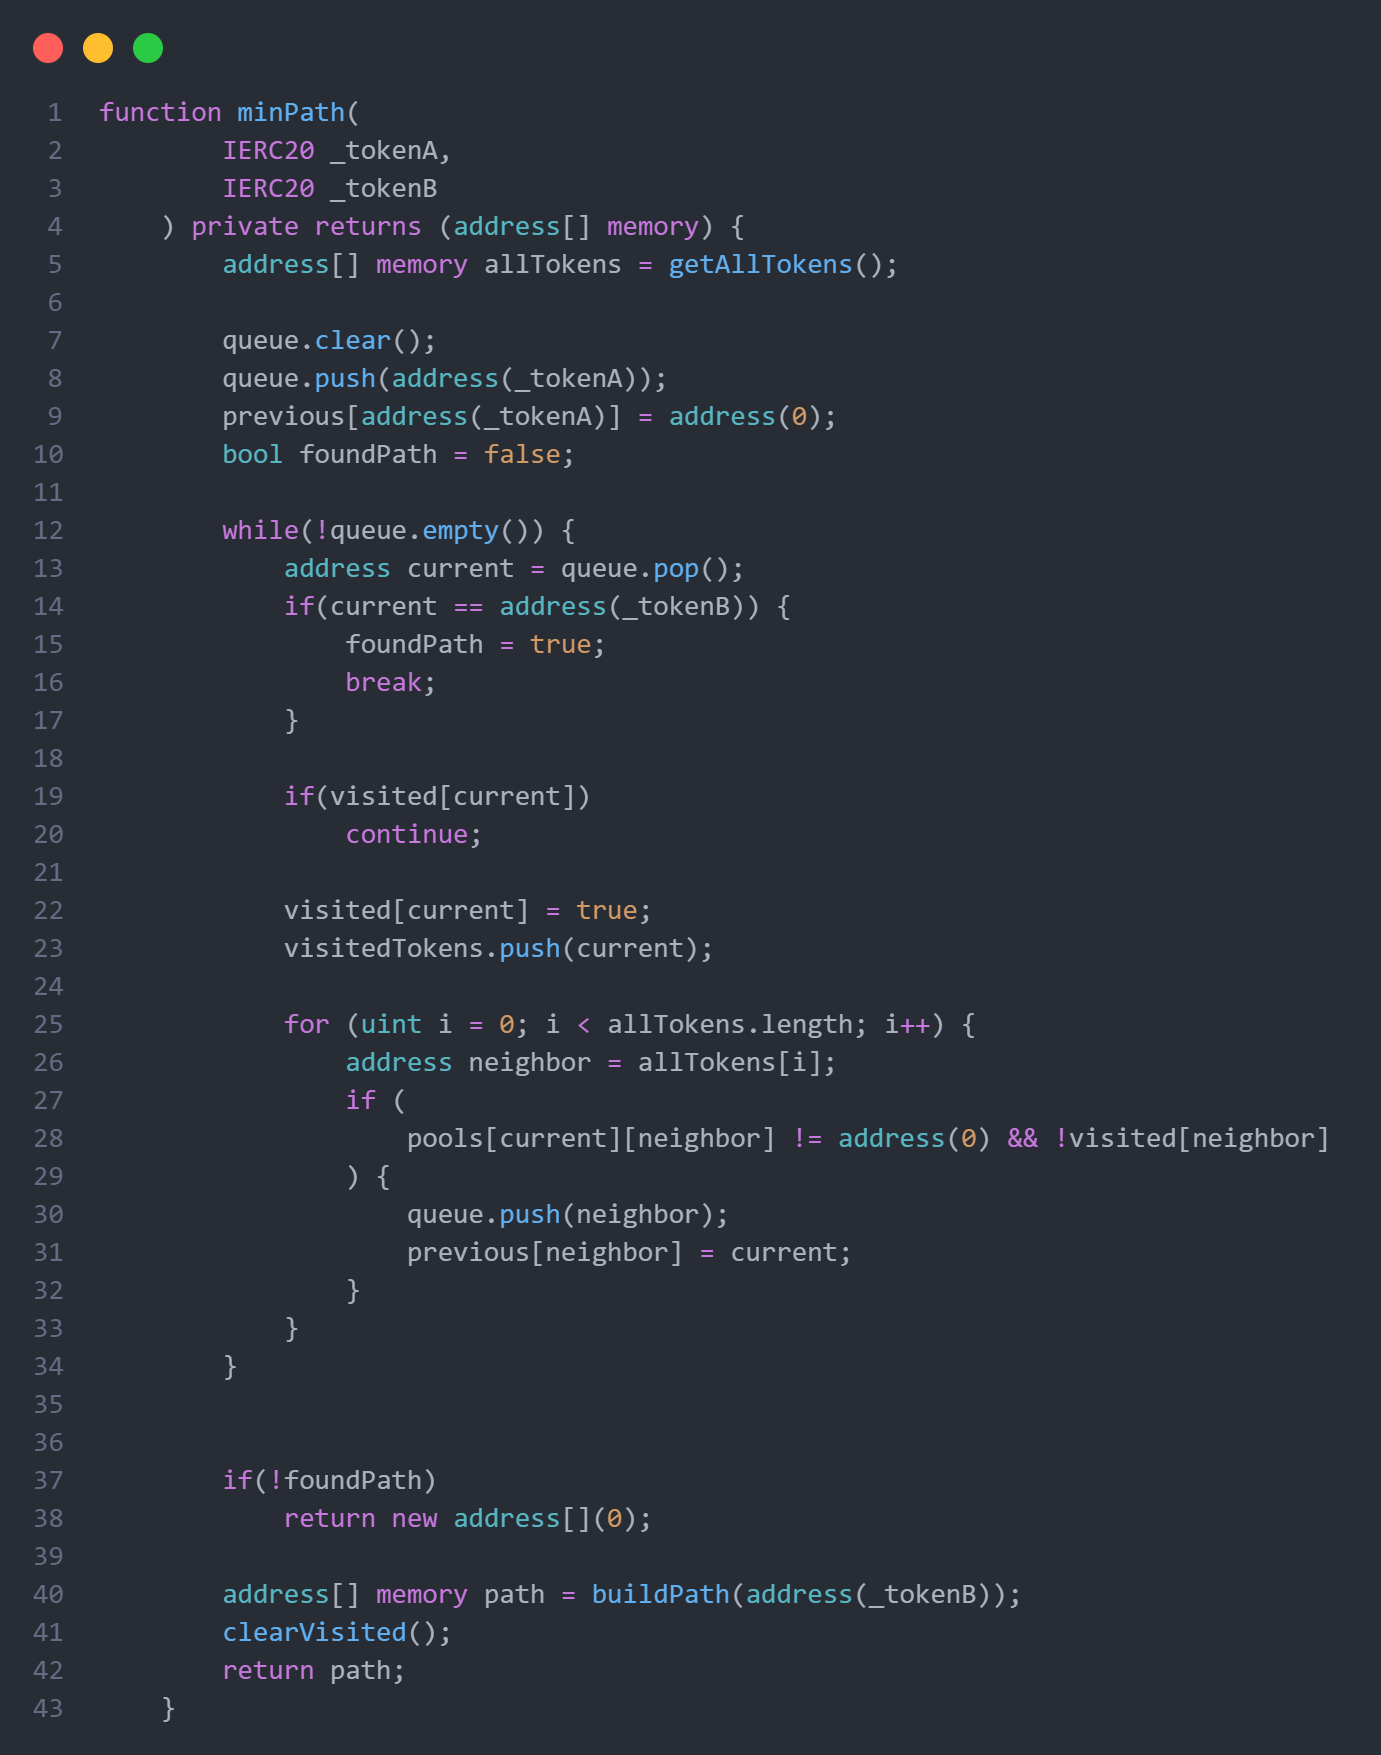 1 function minPath(
2         IERC20 _tokenA,
3         IERC20 _tokenB
4     ) private returns (address[] memory) {
5         address[] memory allTokens = getAllTokens();
6
7         queue.clear();
8         queue.push(address(_tokenA));
9         previous[address(_tokenA)] = address(0);
10         bool foundPath = false;
11
12         while(!queue.empty()) {
13             address current = queue.pop();
14             if(current == address(_tokenB)) {
15                 foundPath = true;
16                 break;
17             }
18
19             if(visited[current])
20                 continue;
21
22             visited[current] = true;
23             visitedTokens.push(current);
24
25             for (uint i = 0; i < allTokens.length; i++) {
26                 address neighbor = allTokens[i];
27                 if (
28                     pools[current][neighbor] != address(0) && !visited[neighbor]
29                 ) {
30                     queue.push(neighbor);
31                     previous[neighbor] = current;
32                 }
33             }
34         }
35
36
37         if(!foundPath)
38             return new address[](0);
39
40         address[] memory path = buildPath(address(_tokenB));
41         clearVisited();
42         return path;
43     }